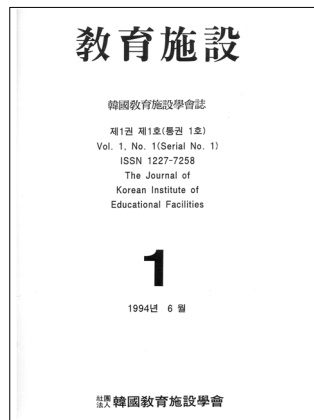 敎育施設
韓國敎育施設學會誌
제1권 제1호(통권 1호)
Vol. 1, No. 1(Serial No. 1)
ISSN 1227-7258
The Journal of
Korean Institute of
Educational Facilities
1
1994년 6 월
社團法人 韓國敎育施設學會